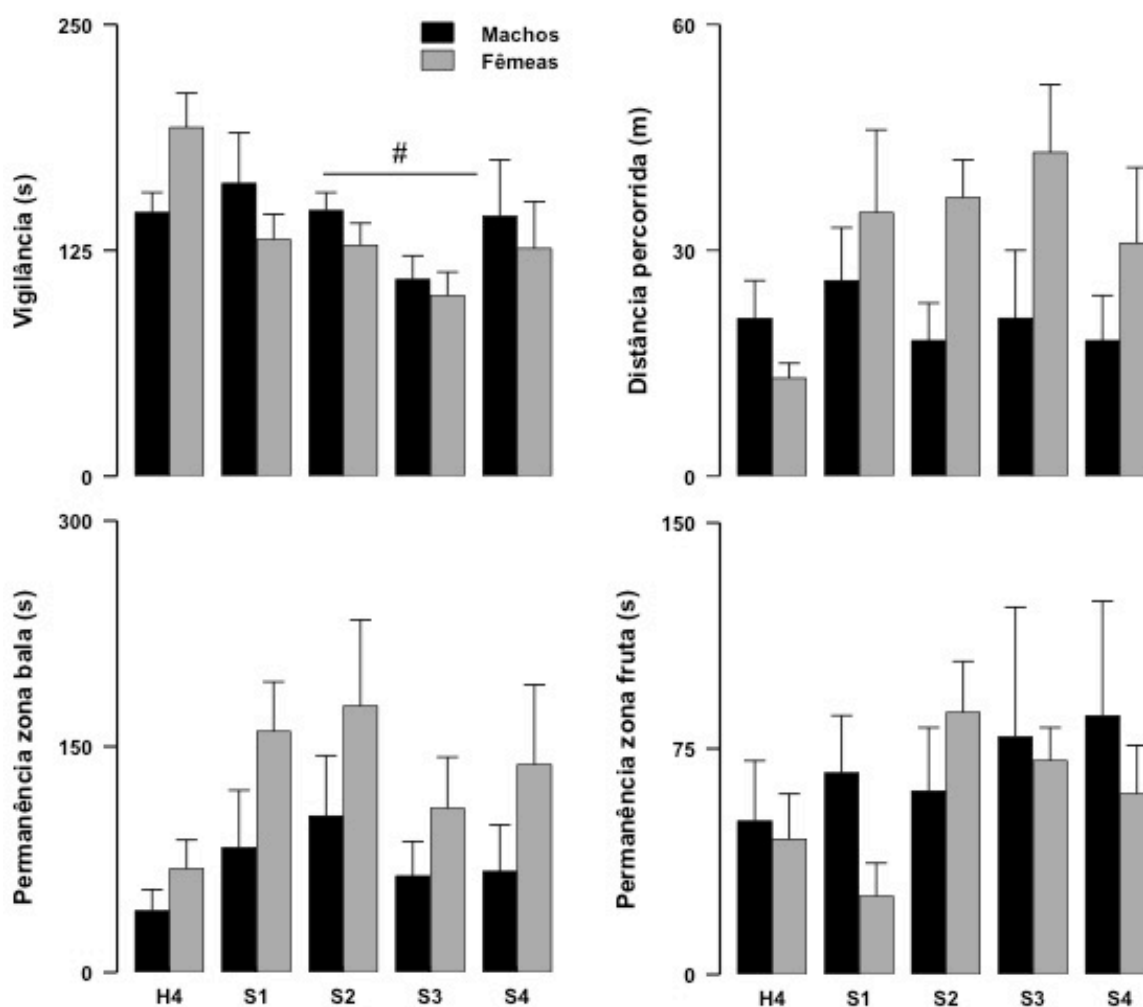 250
125
0
Vigilância (s)
Machos
Fêmeas
#
60
30
0
Distância percorrida (m)
300
150
0
Permanência zona bala (s)
H4 S1 S2 S3 S4
150
75
0
Permanência zona fruta (s)
H4 S1 S2 S3 S4